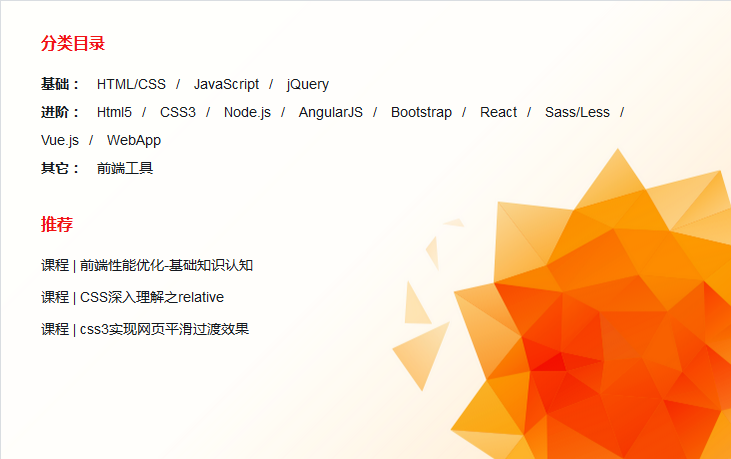 分类目录
基础： HTML/CSS / JavaScript / jQuery
进阶： Html5 / CSS3 / Node.js / AngularJS / Bootstrap / React / Sass/Less /
Vue.js / WebApp
其它： 前端工具
推荐
课程 | 前端性能优化-基础知识认知
课程 | CSS深入理解之relative
课程 | css3实现网页平滑过渡效果